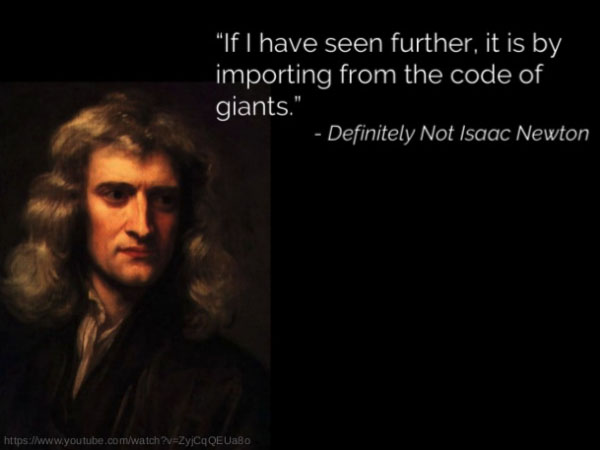 “If I have seen further, it is by
importing from the code of
giants.”
- Definitely Not Isaac Newton
https://www.youtube.com/watch?v=ZyjCqQEUa8o